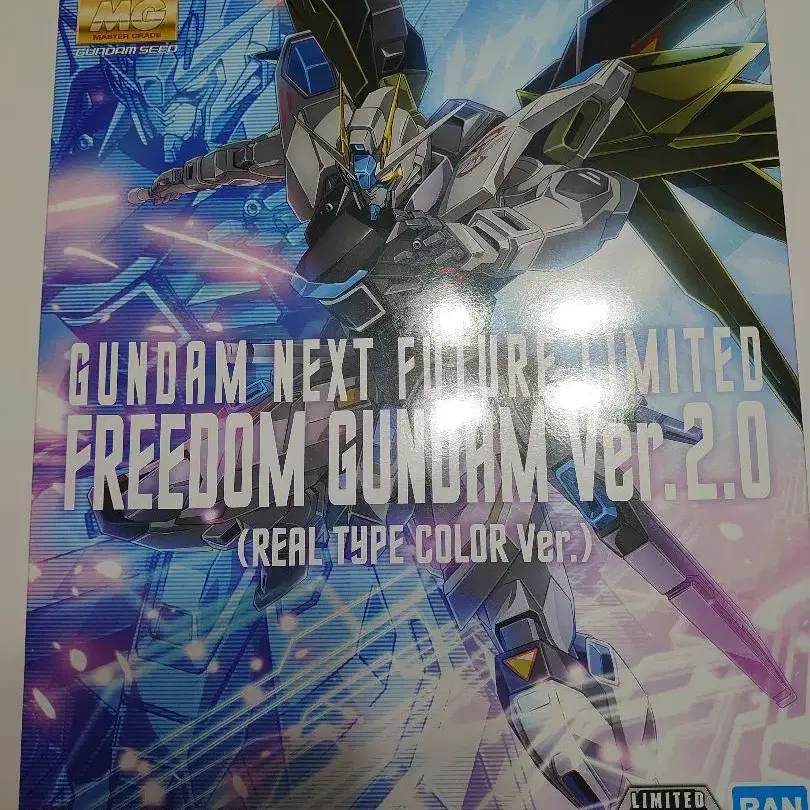 MG
MASTER GRADE
GUNDAM SEED
GUNDAM NEXT FUTURE LIMITED
FREEDOM GUNDAM Ver.2.0
(REAL TYPE COLOR Ver.)
LIMITED
BAN